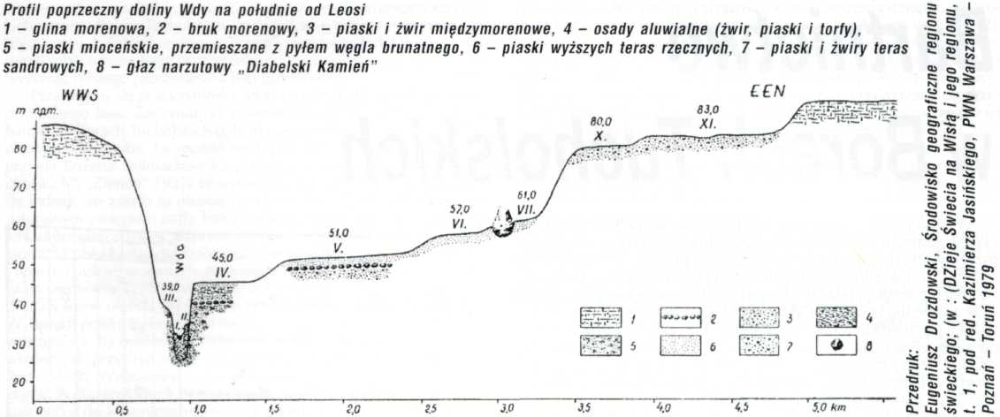 Profil poprzeczny doliny Wdy na południe od Leosi
1 – glina morenowa, 2 – bruk morenowy, 3 – piaski i żwir międzymorenowe, 4 – osady aluwialne (żwir, piaski i torfy),
5 – piaski mioceńskie, przemieszane z pyłem węgla brunatnego, 6 – piaski wyższych teras rzecznych, 7 – piaski i żwiry teras
sandrowych, 8 – głaz narzutowy „Diabelski Kamień”
WWS
EEN
m npm.
80
70
60
50
40
30
20
39,0
III.
Wda
I.
II.
45,0
IV.
51,0
V.
57,0
VI.
61,0
VII.
80,0
X.
83,0
XI.
1
2
3
4
5
6
7
8
0
0,5
1,0
1,5
2,0
2,5
3,0
3,5
4,0
4,5
5,0 km
Przedruk:
Eugeniusz Drozdowski, Środowisko geograficzne regionu
świeckiego; (w : (DZieje Świecia na Wisłą i jego regionu,
t. 1, pod red. Kazimierza Jasińskiego, PWN Warszawa –
Poznań – Toruń 1979
w Borach Tucholskich